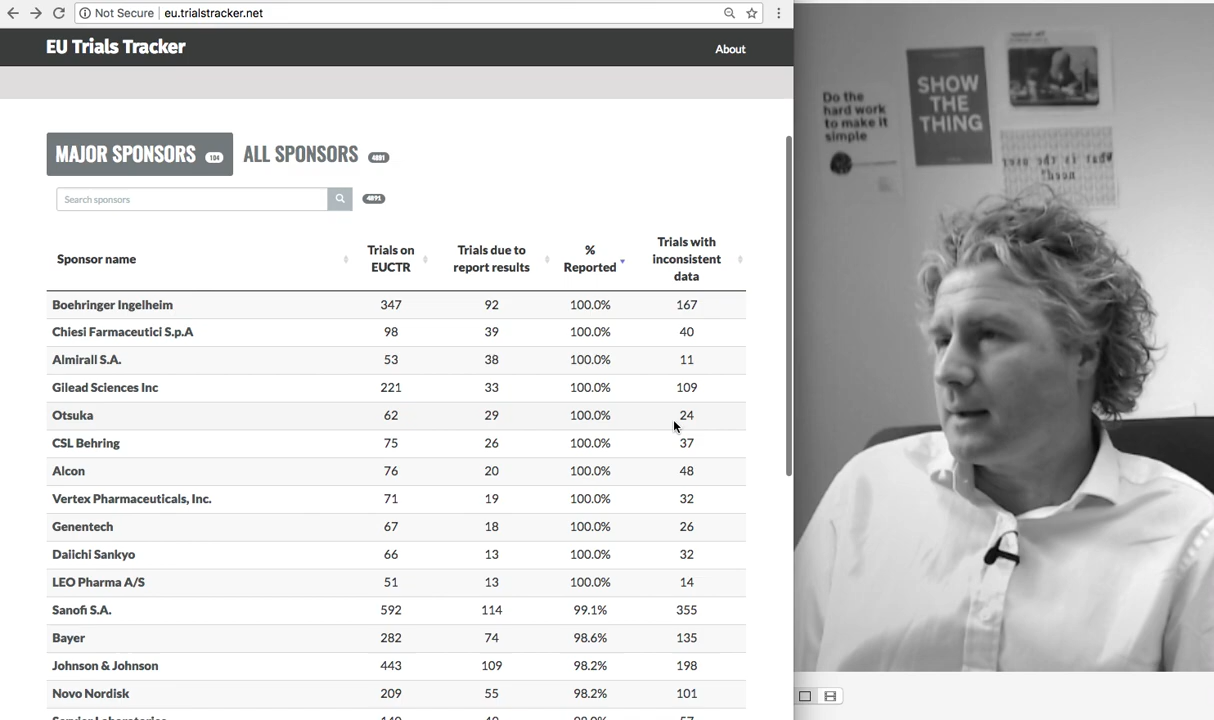 Not Secure
eu.trialstracker.net
EU Trials Tracker
About
MAJOR SPONSORS 104
ALL SPONSORS 4881
Search sponsors
Sponsor name
Trials on EUCTR
Trials due to report results
% Reported
Trials with inconsistent data
Boehringer Ingelheim 347 92 100.0% 167
Chiesi Farmaceutici S.p.A 98 39 100.0% 40
Almirall S.A. 53 38 100.0% 11
Gilead Sciences Inc 221 33 100.0% 109
Otsuka 62 29 100.0% 24
CSL Behring 75 26 100.0% 37
Alcon 76 20 100.0% 48
Vertex Pharmaceuticals, Inc. 71 19 100.0% 32
Genentech 67 18 100.0% 26
Daiichi Sankyo 66 13 100.0% 32
LEO Pharma A/S 51 13 100.0% 14
Sanofi S.A. 592 114 99.1% 355
Bayer 282 74 98.6% 135
Johnson & Johnson 443 109 98.2% 198
Novo Nordisk 209 55 98.2% 101
Do the
hard work
to make it
simple
SHOW
THE
THING
What is the user
need?